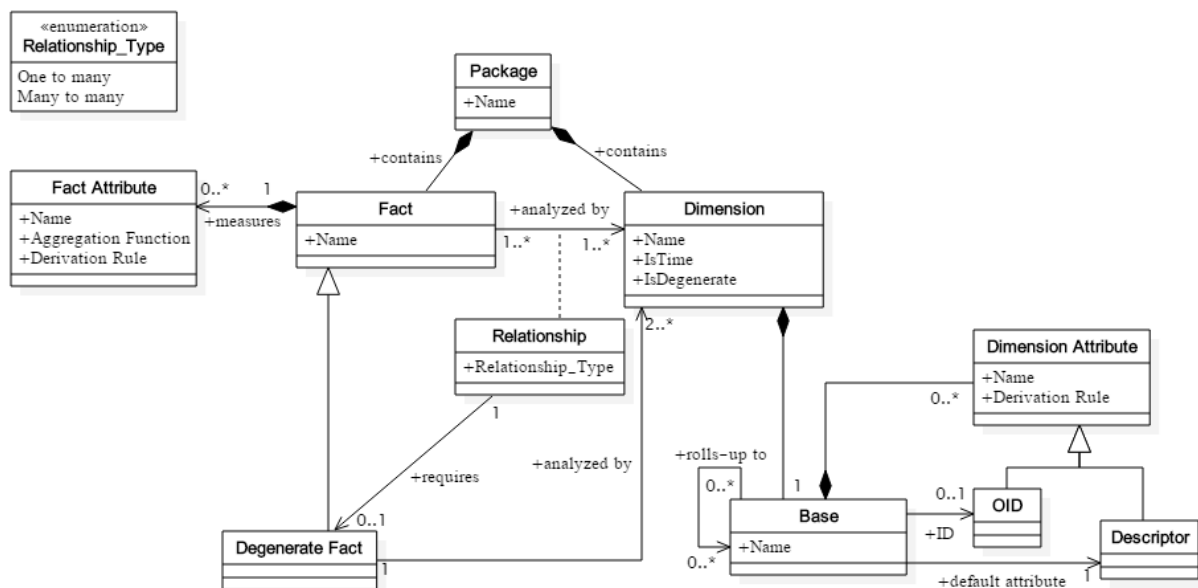 «enumeration»
Relationship_Type
One to many
Many to many
Package
+Name
+contains
+contains
Fact Attribute
+Name
+Aggregation Function
+Derivation Rule
0..*
1
+measures
Fact
+Name
+analyzed by
1..*
1..*
Dimension
+Name
+IsTime
+IsDegenerate
2..*
Relationship
+Relationship_Type
1
+requires
0..1
+analyzed by
Degenerate Fact
1
Dimension Attribute
+Name
+Derivation Rule
0..*
+rolls-up to
0..*
0..*
1
Base
+Name
0..1
+ID
OID
Descriptor
+default attribute
1